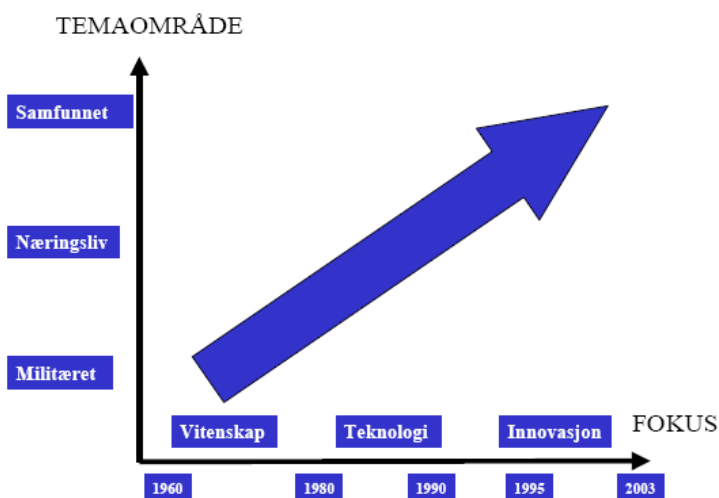 TEMAOMRÅDE
Samfunnet
Næringsliv
Militæret
Vitenskap
Teknologi
Innovasjon
FOKUS
1960
1980
1990
1995
2003